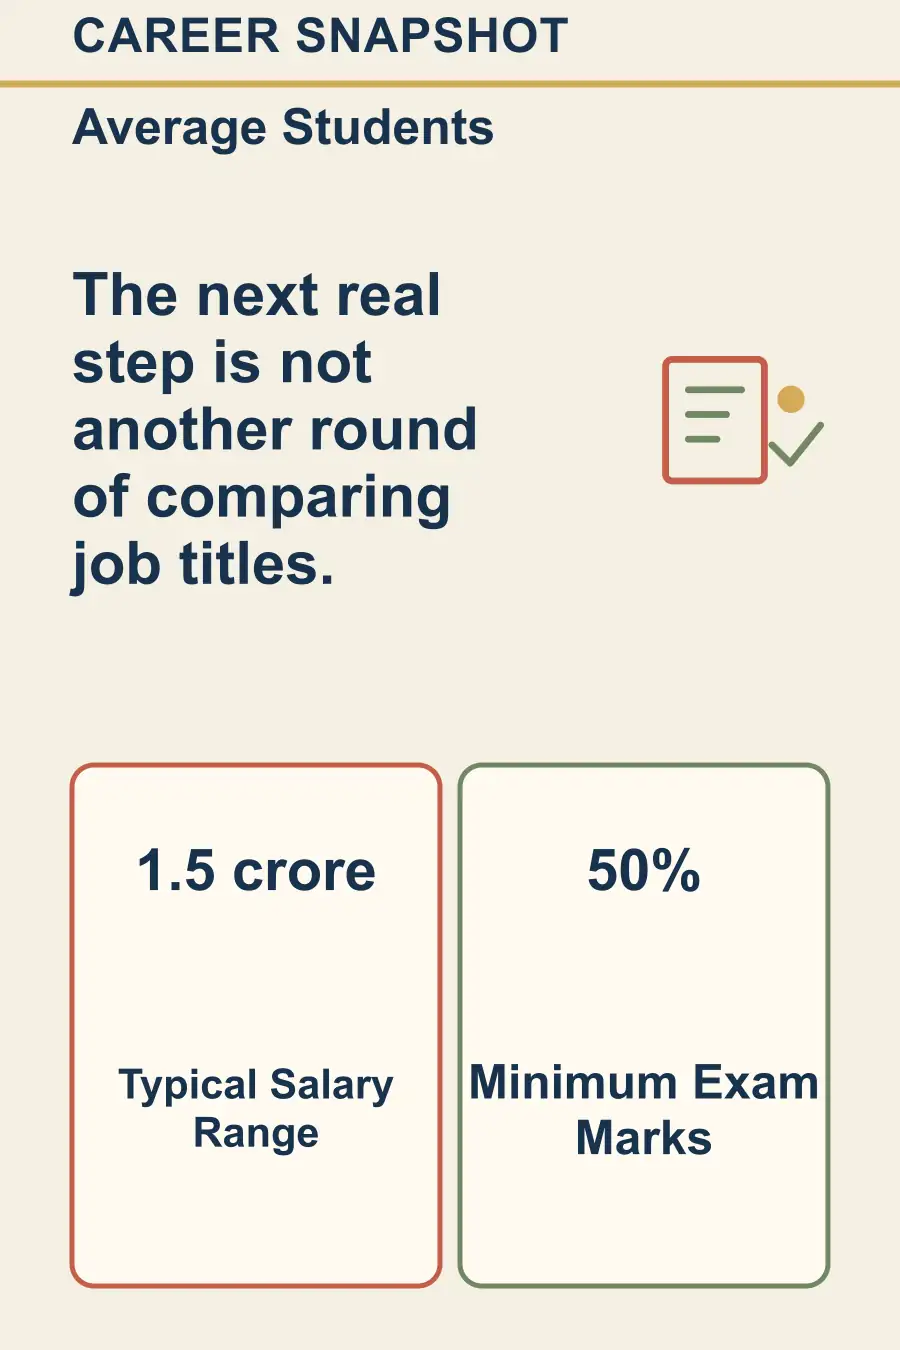 CAREER SNAPSHOT
Average Students
The next real
step is not
another round
of comparing
job titles.
1.5 crore
Typical Salary
Range
50%
Minimum Exam
Marks